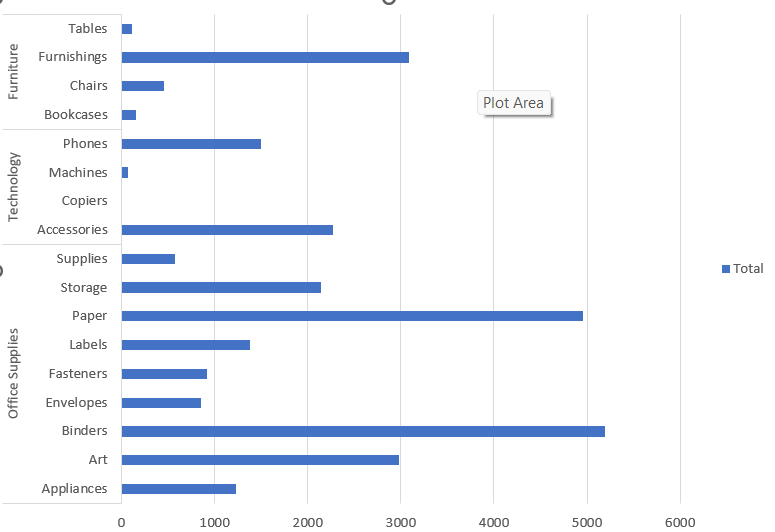 Furniture
Tables
Furnishings
Chairs
Bookcases
Plot Area
Technology
Phones
Machines
Copiers
Accessories
Office Supplies
Supplies
Storage
Paper
Labels
Fasteners
Envelopes
Binders
Art
Appliances
Total
0 1000 2000 3000 4000 5000 6000